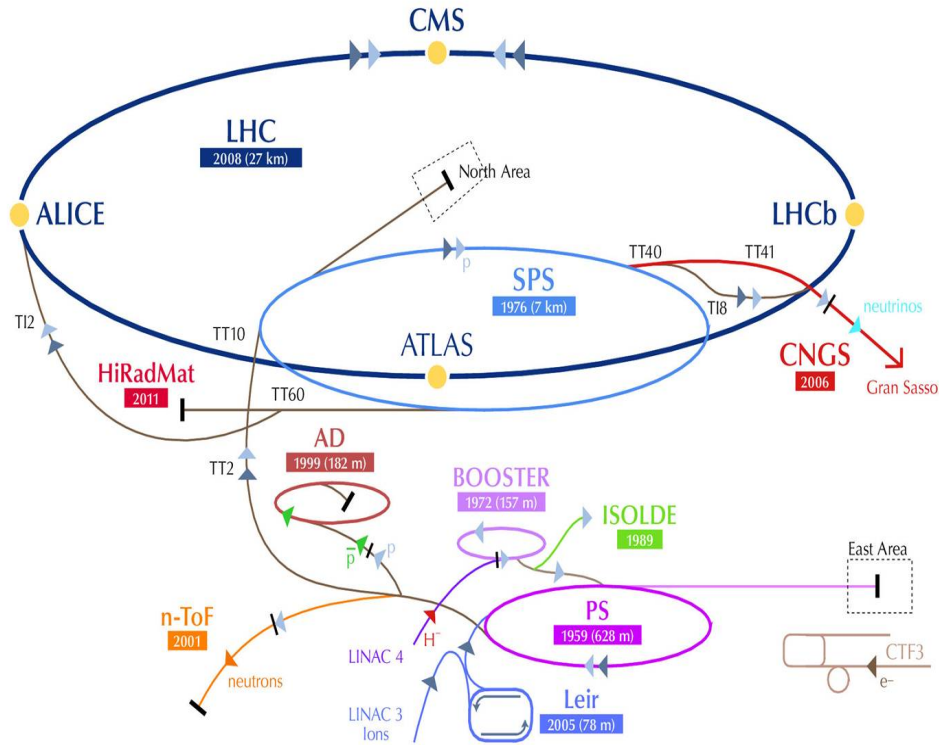 CMS
LHC
2008 (27 km)
North Area
ALICE
LHCb
TT40
TT41
p
SPS
1976 (7 km)
TI8
neutrinos
TI2
TT10
ATLAS
CNGS
2006
Gran Sasso
HiRadMat
2011
TT60
AD
1999 (182 m)
TT2
BOOSTER
1972 (157 m)
ISOLDE
1989
East Area
p̄
p
n-ToF
2001
PS
1959 (628 m)
H⁻
LINAC 4
neutrons
CTF3
e–
Leir
2005 (78 m)
LINAC 3
Ions